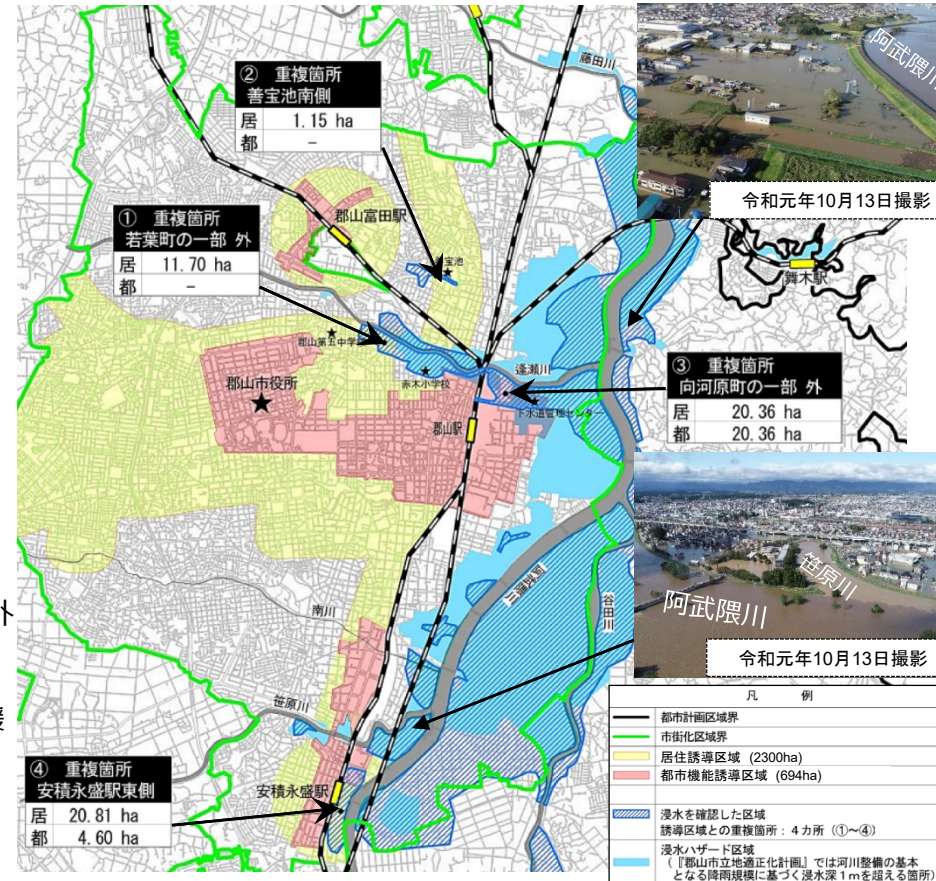 ② 重複箇所
善宝池南側
居 1.15 ha
都 －
① 重複箇所
若葉町の一部 外
居 11.70 ha
都 －
③ 重複箇所
向河原町の一部 外
居 20.36 ha
都 20.36 ha
④ 重複箇所
安積永盛駅東側
居 20.81 ha
都 4.60 ha
藤田川
郡山富田駅
宝池
郡山第五中学校
赤木小学校
逢瀬川
下水道管理センター
郡山市役所
郡山駅
舞木駅
阿武隈川
谷田川
南川
笹原川
安積永盛駅
外
阿武隈川
令和元年10月13日撮影
笹原川
阿武隈川
令和元年10月13日撮影
凡 例
都市計画区域界
市街化区域界
居住誘導区域 (2300ha)
都市機能誘導区域 (694ha)
浸水を確認した区域
誘導区域との重複箇所：4カ所（①～④）
浸水ハザード区域
（『郡山市立地適正化計画』では河川整備の基本
となる降雨規模に基づく浸水深1mを超える箇所）